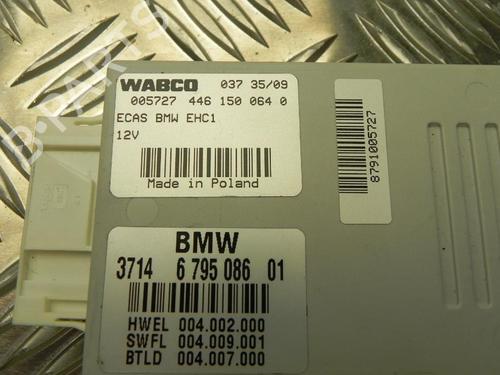 WABCO 037 35/09
005727 446 150 064 0
ECAS BMW EHC1
12V
Made in Poland
8791005727
BMW
3714 6 795 086 01
HWEL 004.002.000
SWFL 004.009.001
BTLD 004.007.000
B-PARTS